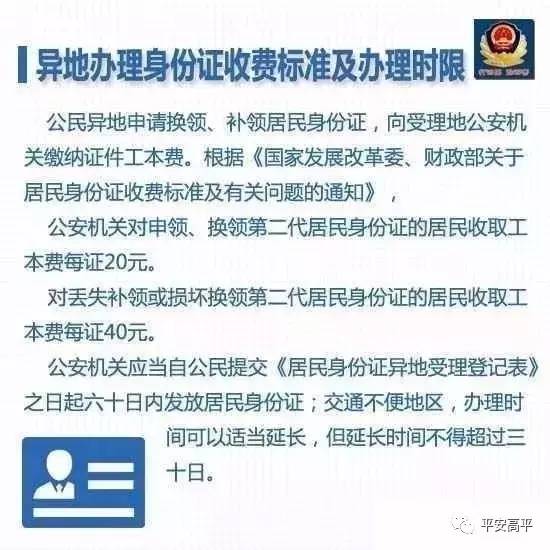 异地办理身份证收费标准及办理时限
公民异地申请换领、补领居民身份证，向受理地公安机
关缴纳证件工本费。根据《国家发展改革委、财政部关于
居民身份证收费标准及有关问题的通知》，
公安机关对申领、换领第二代居民身份证的居民收取工
本费每证20元。
对丢失补领或损坏换领第二代居民身份证的居民收取工
本费每证40元。
公安机关应当自公民提交《居民身份证异地受理登记表》
之日起六十日内发放居民身份证；交通不便地区，办理时
间可以适当延长，但延长时间不得超过三
十日。
平安高平